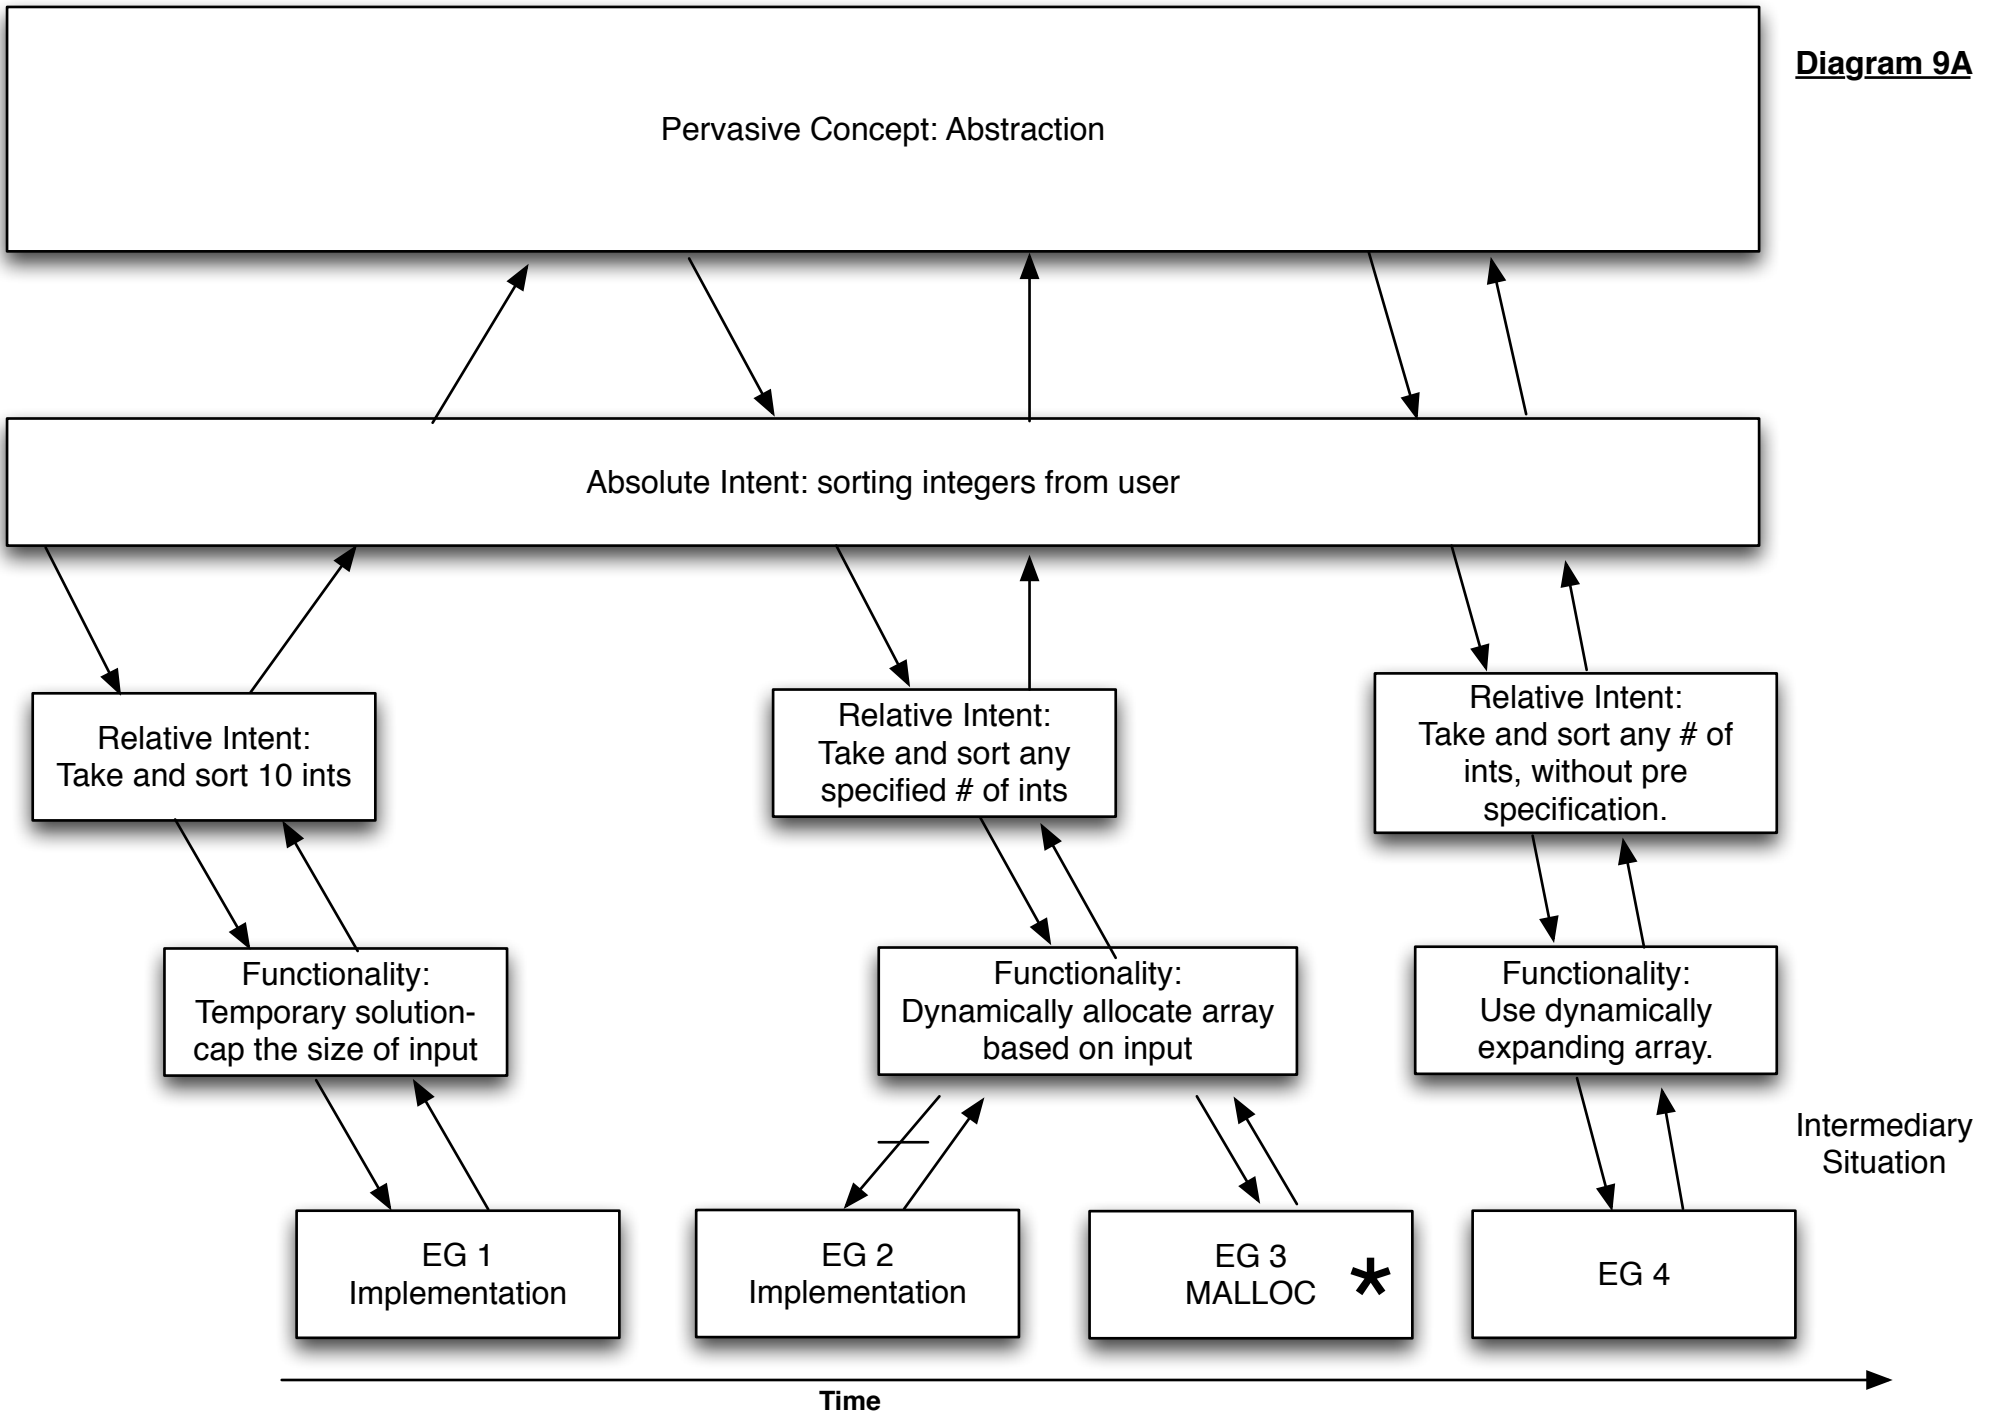 Diagram 9A
Pervasive Concept: Abstraction
Absolute Intent: sorting integers from user
Relative Intent:
Take and sort 10 ints
Relative Intent:
Take and sort any
specified # of ints
Relative Intent:
Take and sort any # of
ints, without pre
specification.
Functionality:
Temporary solution-
cap the size of input
Functionality:
Dynamically allocate array
based on input
Functionality:
Use dynamically
expanding array.
Intermediary
Situation
EG 1
Implementation
EG 2
Implementation
EG 3
MALLOC *
EG 4
Time